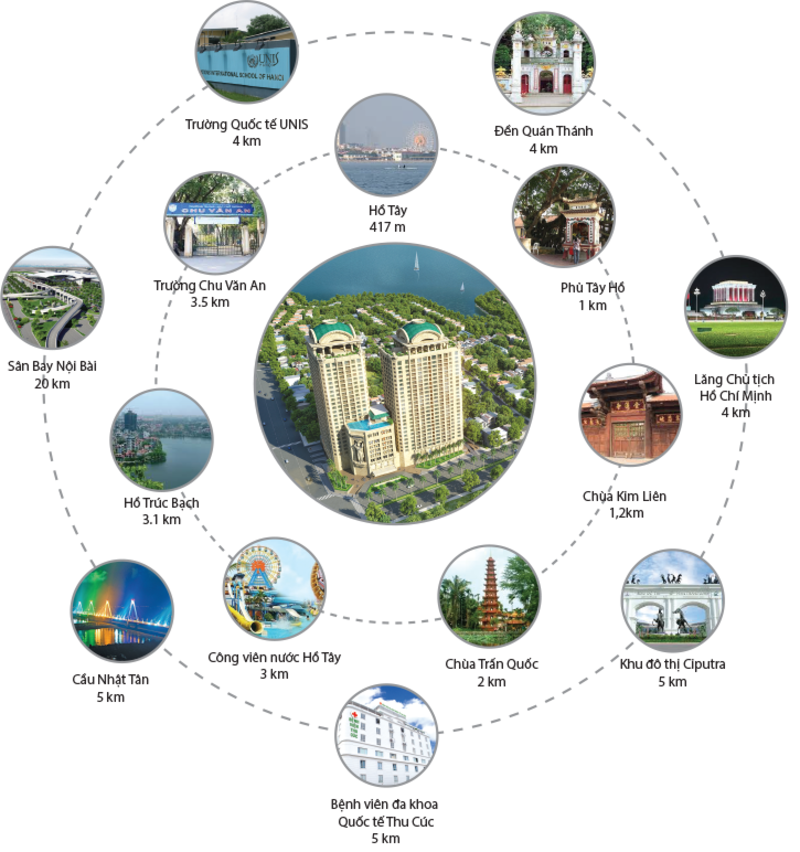 UNIS
INTERNATIONAL SCHOOL OF HANOI
Trường Quốc tế UNIS
4 km
Đền Quán Thánh
4 km
Hồ Tây
417 m
CHU VĂN AN
Trường Chu Văn An
3.5 km
Phủ Tây Hồ
1 km
Sân Bay Nội Bài
20 km
Lăng Chủ tịch
Hồ Chí Minh
4 km
Hồ Trúc Bạch
3.1 km
Chùa Kim Liên
1,2km
Cầu Nhật Tân
5 km
Công viên nước Hồ Tây
3 km
Chùa Trấn Quốc
2 km
Khu đô thị Ciputra
5 km
BỆNH
VIỆN
THU
CÚC
Bệnh viên đa khoa
Quốc tế Thu Cúc
5 km